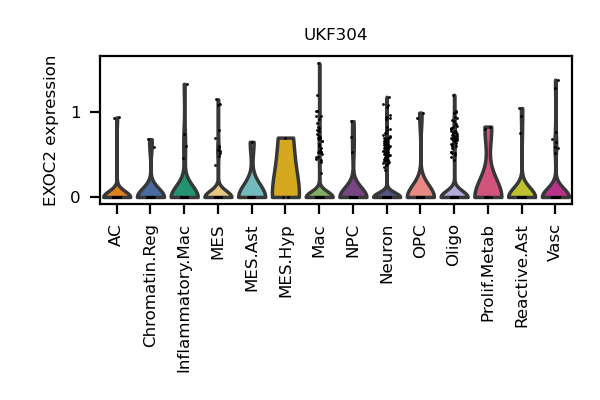 UKF304
EXOC2 expression
1
0
AC
Chromatin.Reg
Inflammatory.Mac
MES
MES.Ast
MES.Hyp
Mac
NPC
Neuron
OPC
Oligo
Prolif.Metab
Reactive.Ast
Vasc